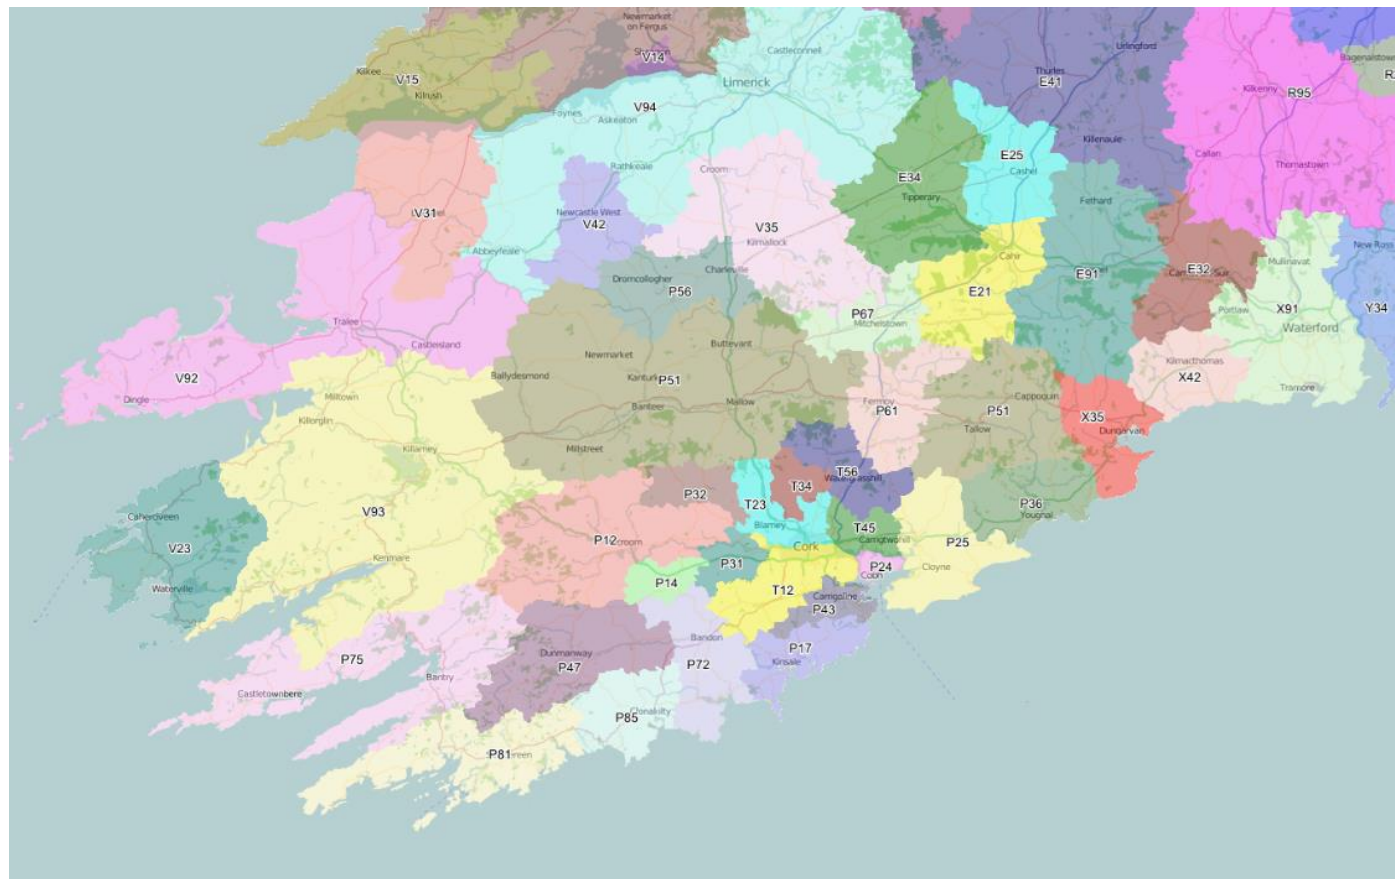 Newmarket
on Fergus
Urlingford
Bagenalstown
Castleconnell
V14
Kilkee
V15
Kilrush
Limerick
Thurles
E41
Kilkenny
R95
V94
Foynes
Askeaton
Killenaule
Callan
Thomastown
Rathkeale
Croom
E25
Cashel
E34
Tipperary
Fethard
V31
Newcastle West
V42
V35
Kilmallock
New Ross
Abbeyfeale
Cahir
Mullinavat
Dromcollogher
Charleville
P56
E91
E32
E21
P67
Mitchelstown
Portlaw
X91
Waterford
Y34
Tralee
Castleisland
Buttevant
Newmarket
Kilmacthomas
X42
Tramore
V92
Dingle
Ballydesmond
Kanturk
P51
Milltown
Banteer
Mallow
Fermoy
P61
Cappoquin
P51
Tallow
X35
Dungarvan
Killorglin
Killarney
Millstreet
T56
Watergrasshill
P32
T34
T23
P36
Youghal
V93
Caherciveen
Blarney
T45
Carrigtwohill
P12
Cork
P25
V23
Kenmare
P31
P24
Cloyne
Cobh
P14
T12
Waterville
Carrigaline
P43
Bandon
P17
Kinsale
P75
Dunmanway
P47
P72
Bantry
Castletownbere
P85
Clonakilty
P81